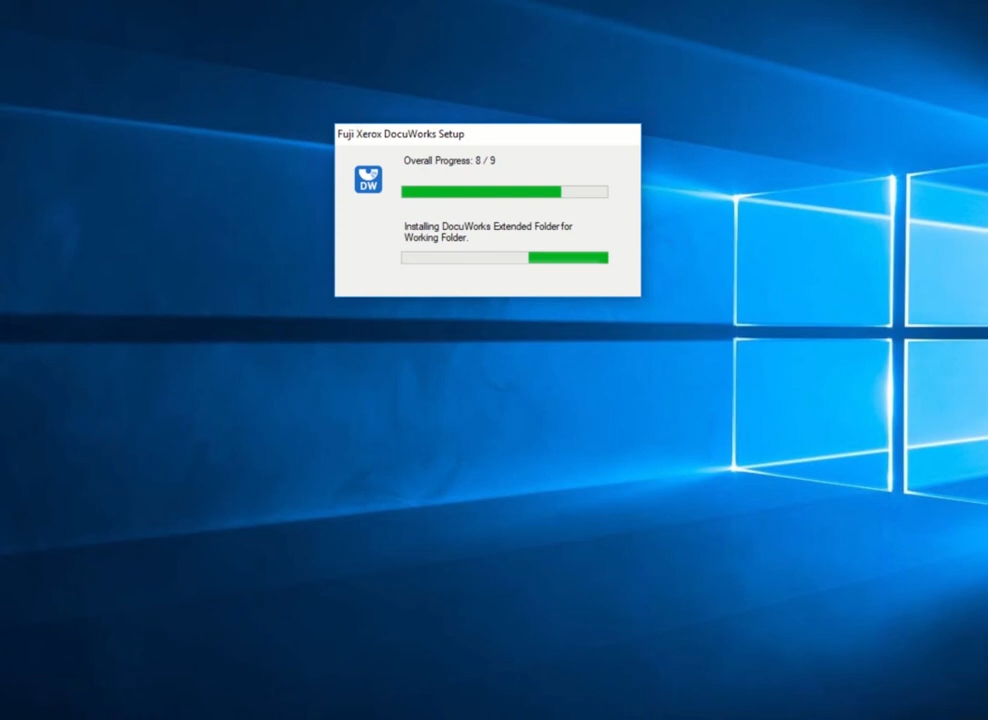 Fuji Xerox DocuWorks Setup
Overall Progress: 8 / 9
DW
Installing DocuWorks Extended Folder for
Working Folder.